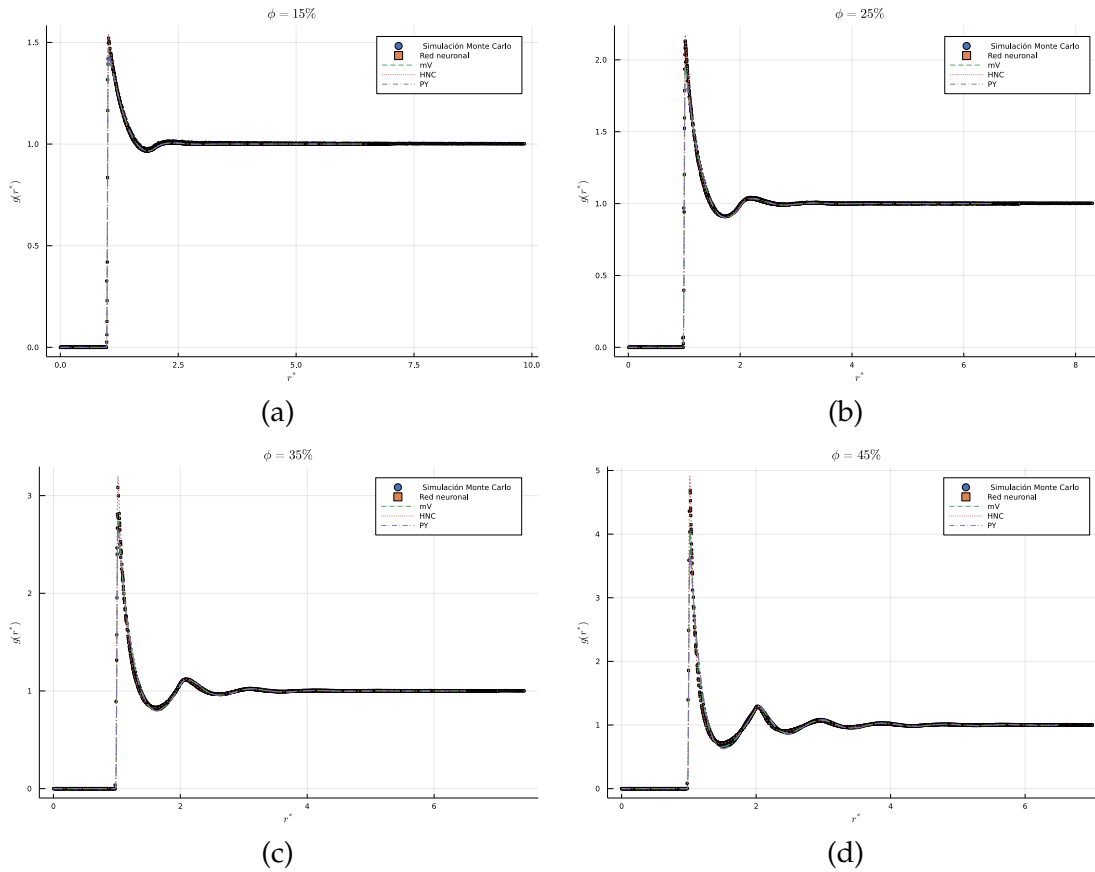 ϕ = 15%
Simulación Monte Carlo
Red neuronal
mV
HNC
PY
g(r*)
1.5
1.0
0.5
0.0
0.0 2.5 5.0 7.5 10.0
r*
(a)
ϕ = 25%
Simulación Monte Carlo
Red neuronal
mV
HNC
PY
g(r*)
2.0
1.5
1.0
0.5
0.0
0 2 4 6 8
r*
(b)
ϕ = 35%
Simulación Monte Carlo
Red neuronal
mV
HNC
PY
g(r*)
3
2
1
0
0 2 4 6
r*
(c)
ϕ = 45%
Simulación Monte Carlo
Red neuronal
mV
HNC
PY
g(r*)
5
4
3
2
1
0
0 2 4 6
r*
(d)